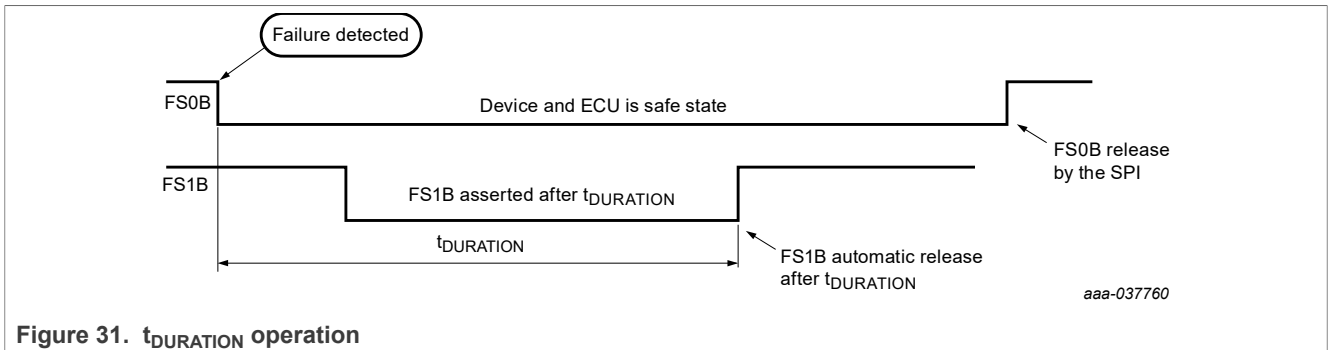 Failure detected
FS0B
Device and ECU is safe state
FS0B release
by the SPI
FS1B
FS1B asserted after tDURATION
tDURATION
FS1B automatic release
after tDURATION
aaa-037760
Figure 31. tDURATION operation